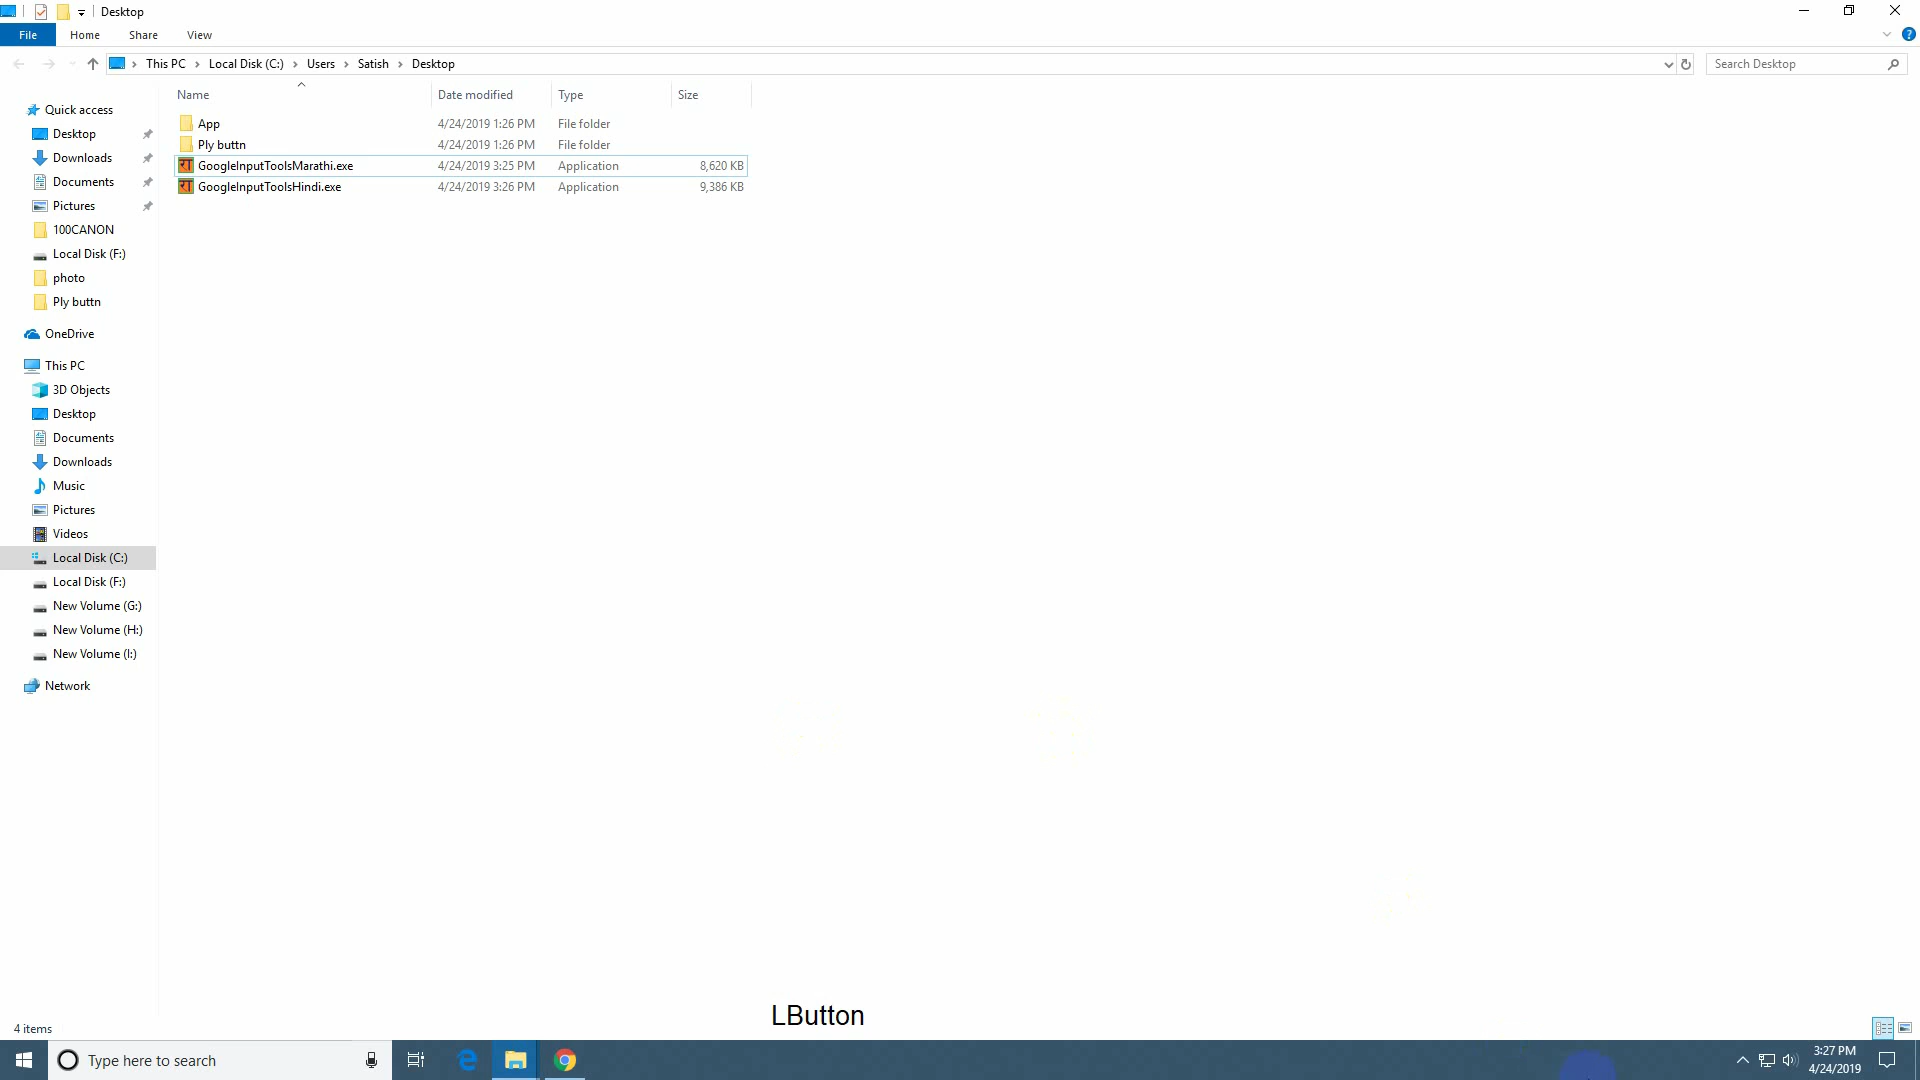 Desktop
File Home Share View
This PC Local Disk (C:) Users Satish Desktop
Search Desktop
Name Date modified Type Size
App 4/24/2019 1:26 PM File folder
Ply buttn 4/24/2019 1:26 PM File folder
GoogleInputToolsMarathi.exe 4/24/2019 3:25 PM Application 8,620 KB
GoogleInputToolsHindi.exe 4/24/2019 3:26 PM Application 9,386 KB
Quick access
Desktop
Downloads
Documents
Pictures
100CANON
Local Disk (F:)
photo
Ply buttn
OneDrive
This PC
3D Objects
Desktop
Documents
Downloads
Music
Pictures
Videos
Local Disk (C:)
Local Disk (F:)
New Volume (G:)
New Volume (H:)
New Volume (I:)
Network
LButton
4 items
Type here to search
3:27 PM
4/24/2019